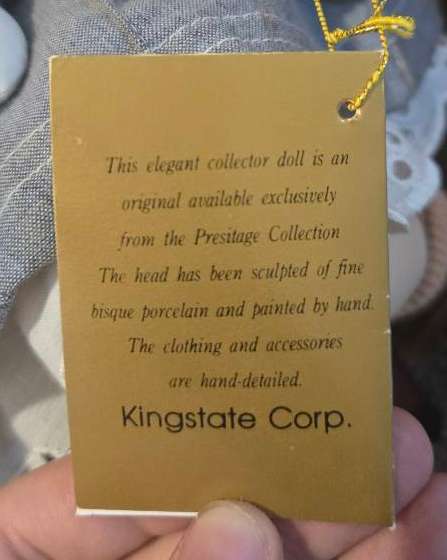 This elegant collector doll is an
original available exclusively
from the Presitage Collection
The head has been sculpted of fine
bisque porcelain and painted by hand.
The clothing and accessories
are hand-detailed.
Kingstate Corp.